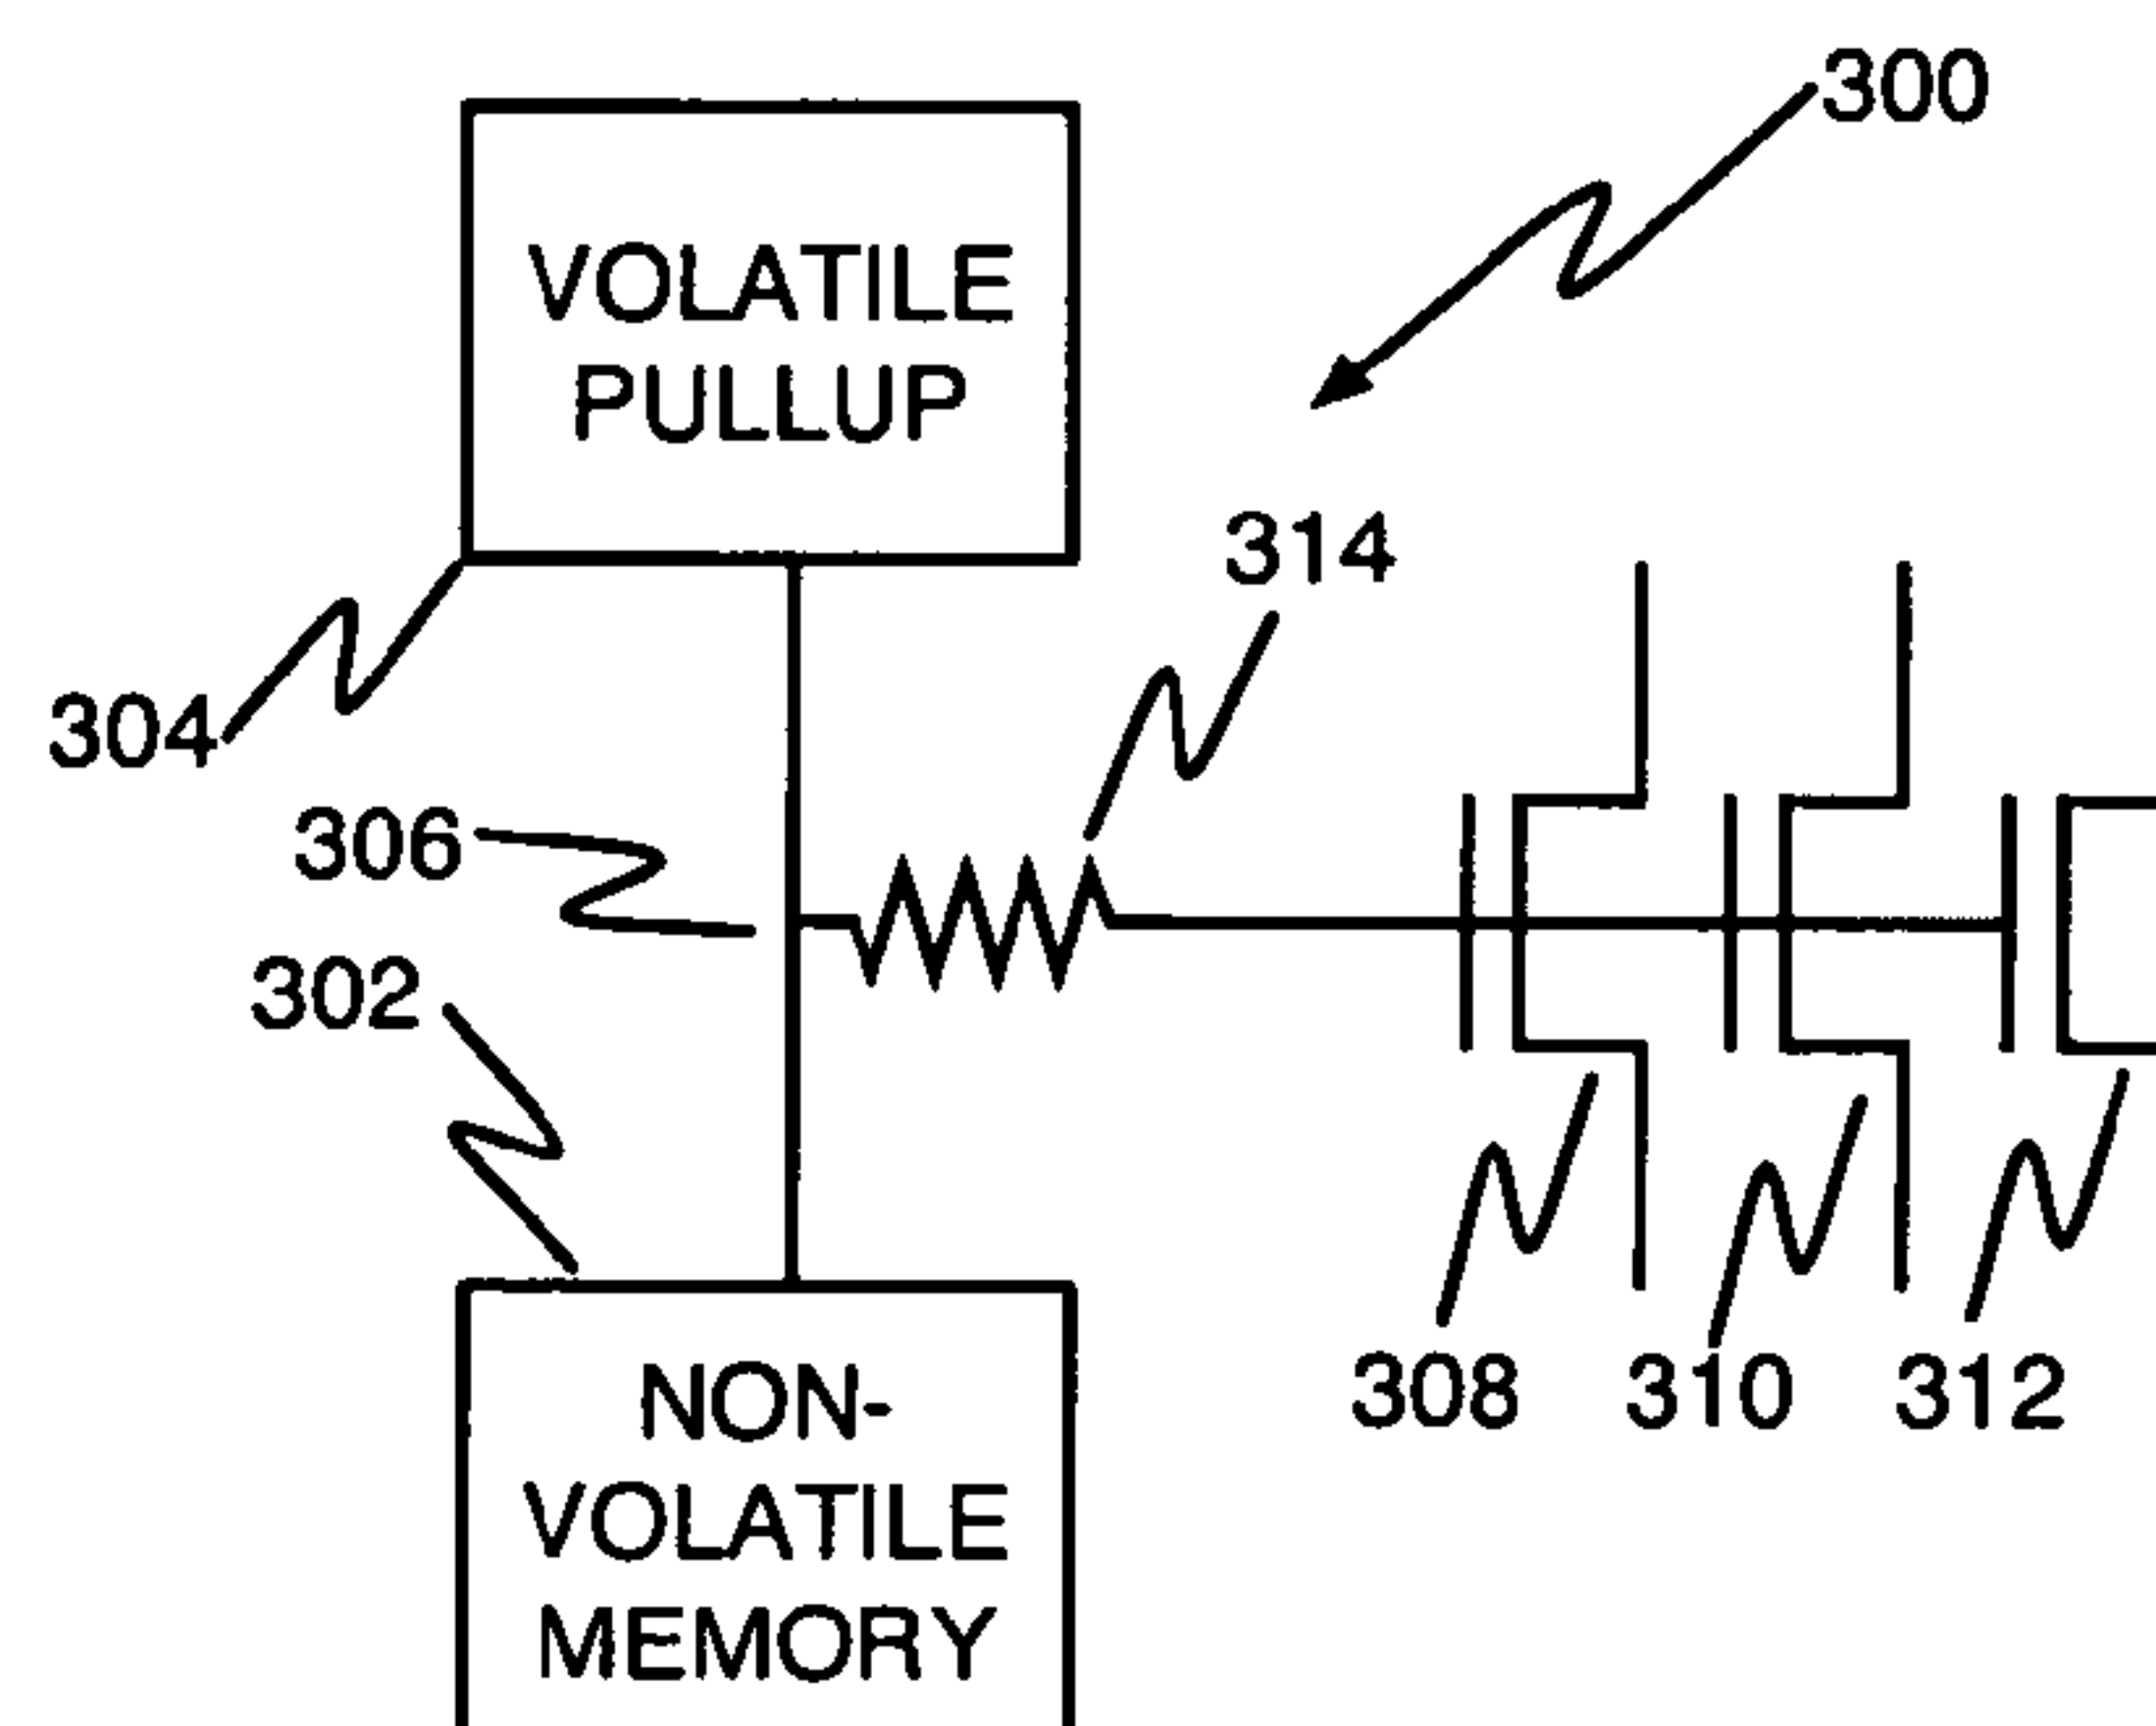 300
VOLATILE
PULLUP
314
304
306
302
308 310 312
NON-
VOLATILE
MEMORY